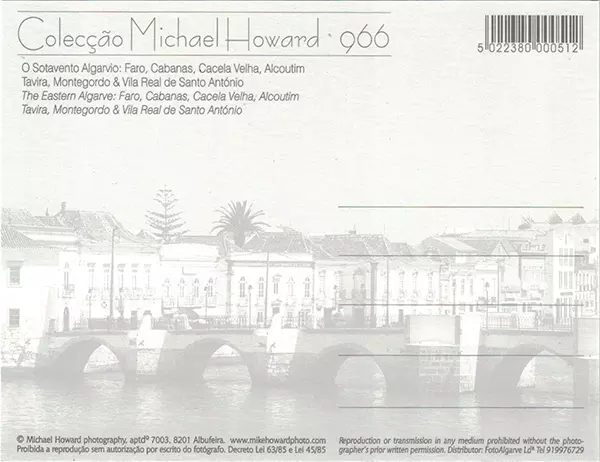 Colecção Michael Howard · 966
5 022380 000512
O Sotavento Algarvio: Faro, Cabanas, Cacela Velha, Alcoutim
Tavira, Montegordo & Vila Real de Santo António
The Eastern Algarve: Faro, Cabanas, Cacela Velha, Alcoutim
Tavira, Montegordo & Vila Real de Santo António
© Michael Howard photography, aptdº 7003, 8201 Albufeira. www.mikehowardphoto.com
Proibida a reprodução sem autorização por escrito do fotógrafo. Decreto Lei 63/85 e Lei 45/85
Reproduction or transmission in any medium prohibited without the photo-
grapher's prior written permission. Distributor: FotoAlgarve Ldª Tel 919976729